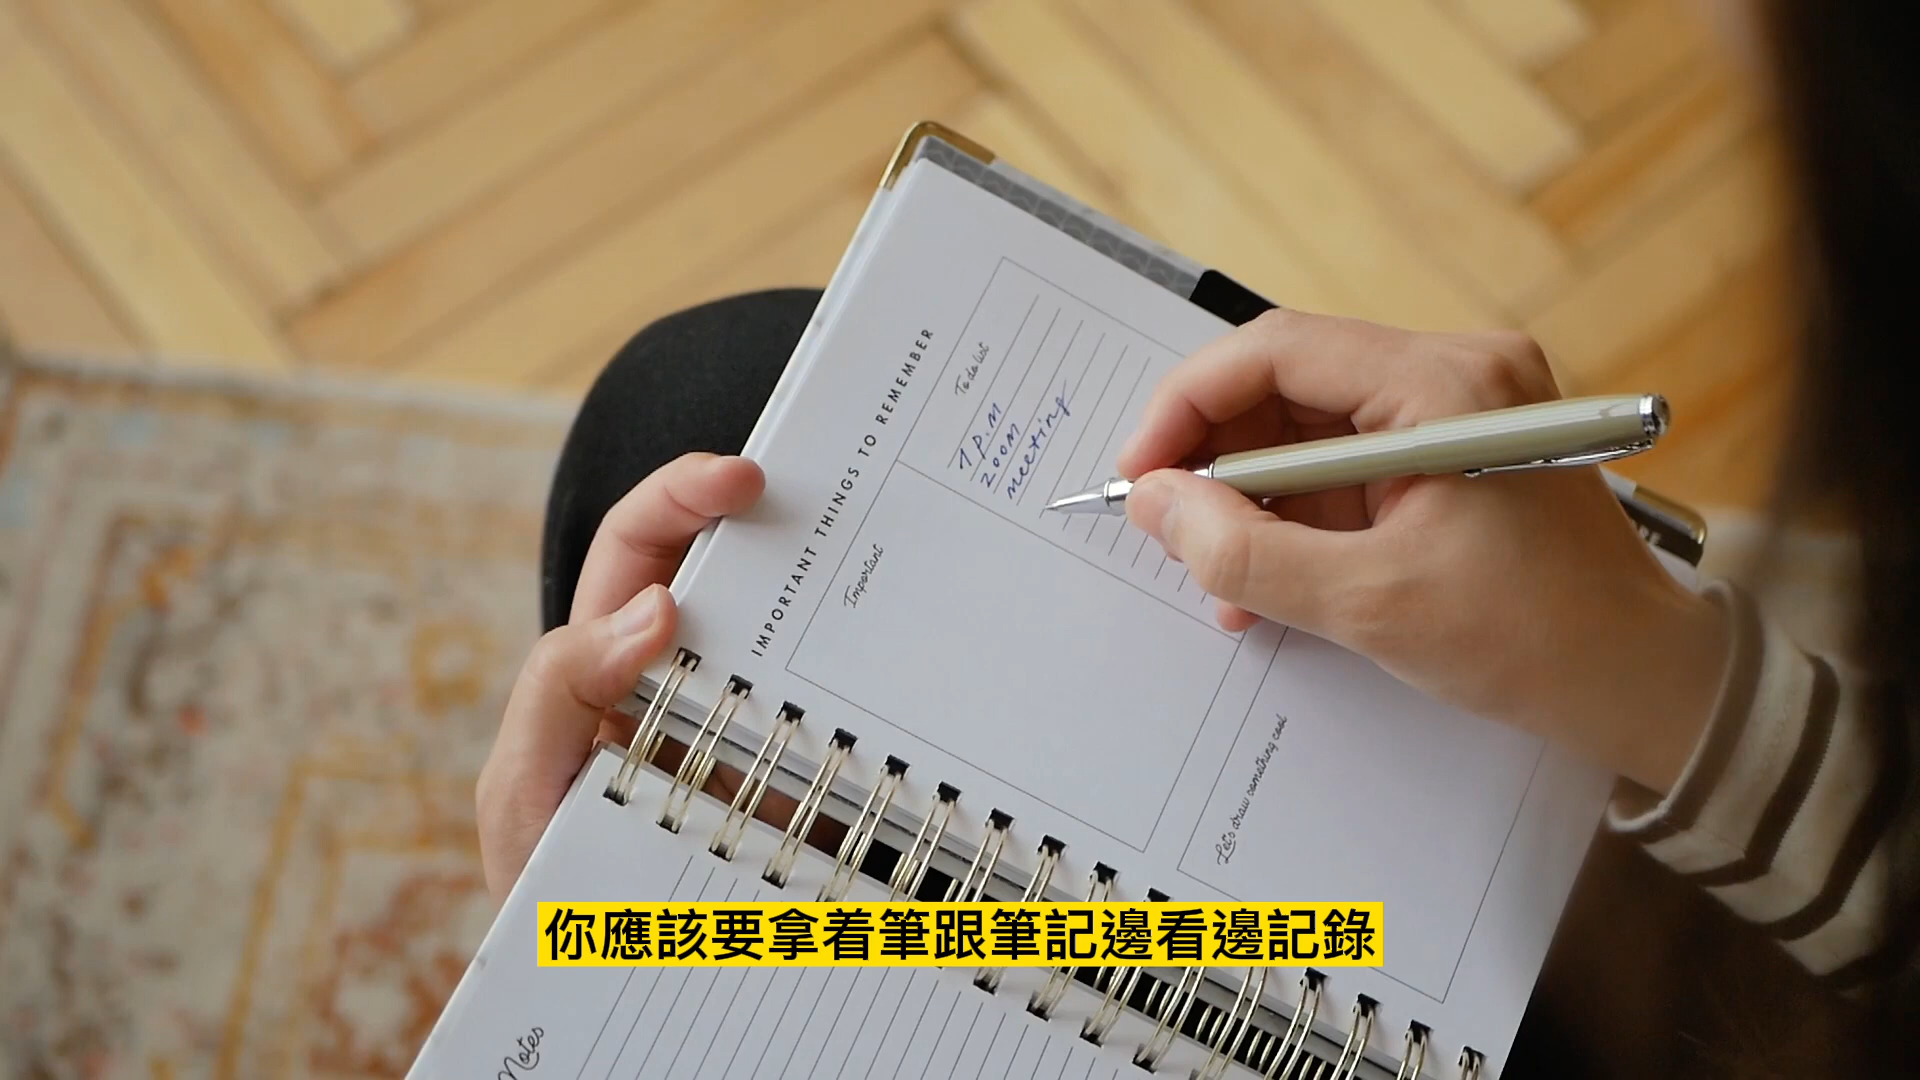 IMPORTANT THINGS TO REMEMBER
To do list
1 P.M
ZOOM
meeting
Important
Let's draw something cool
Notes
你應該要拿着筆跟筆記邊看邊記錄